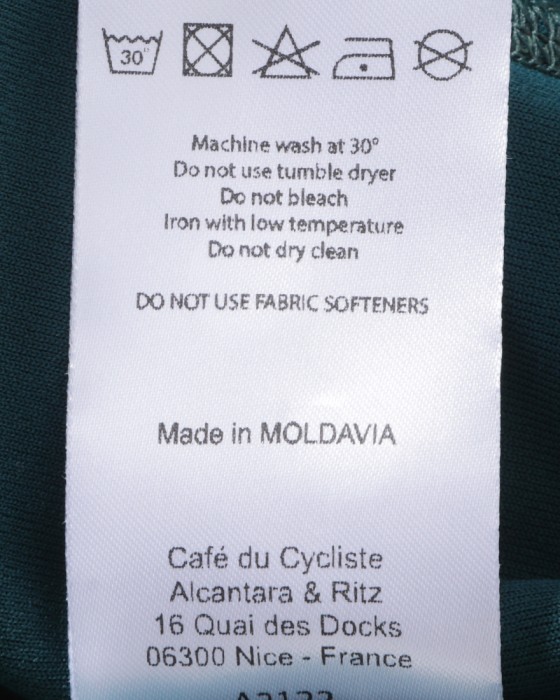 30°
Machine wash at 30°
Do not use tumble dryer
Do not bleach
Iron with low temperature
Do not dry clean
DO NOT USE FABRIC SOFTENERS
Made in MOLDAVIA
Café du Cycliste
Alcantara & Ritz
16 Quai des Docks
06300 Nice - France